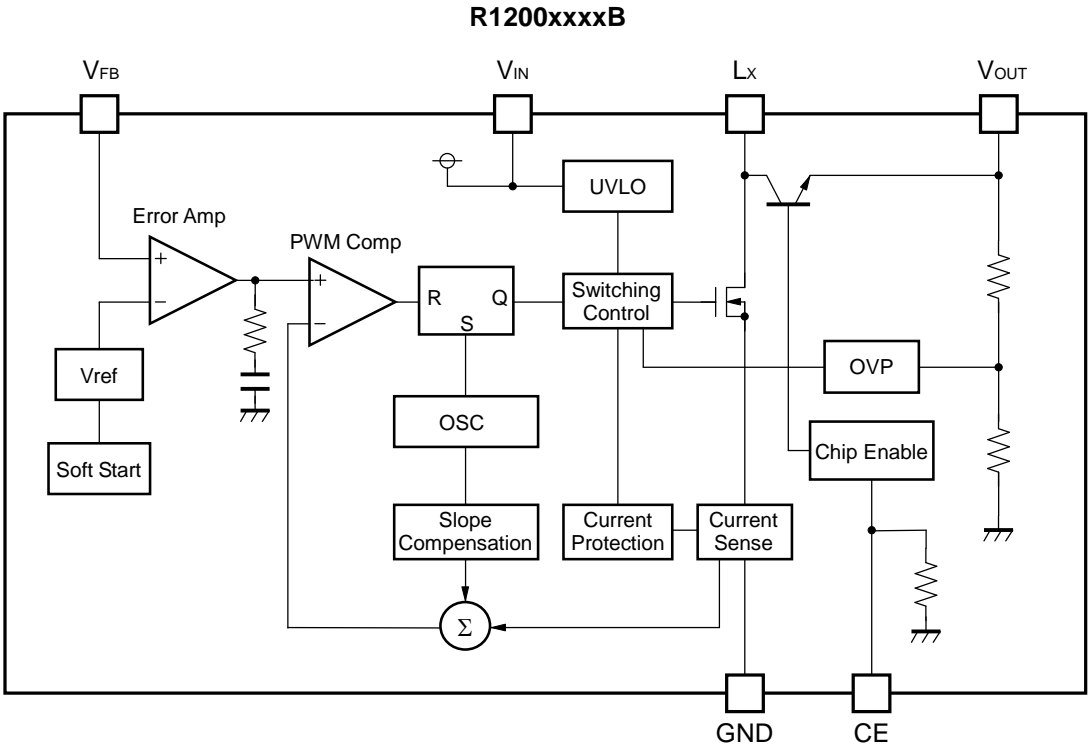 R1200xxxxB
VFB
VIN
LX
VOUT
UVLO
Error Amp
PWM Comp
+
−
+
−
R
Q
S
Switching
Control
Vref
OVP
OSC
Soft Start
Chip Enable
Slope
Compensation
Current
Protection
Current
Sense
Σ
GND
CE